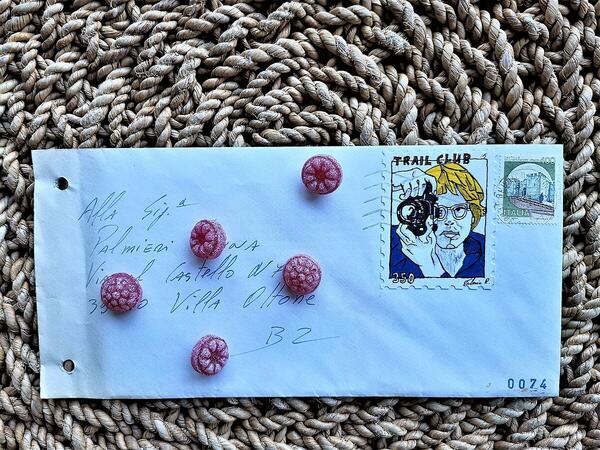 TRAIL CLUB
ITALIA
Alla Sig.ª
Palmieri
Castello N
Villa Ottone
BZ
250
0074